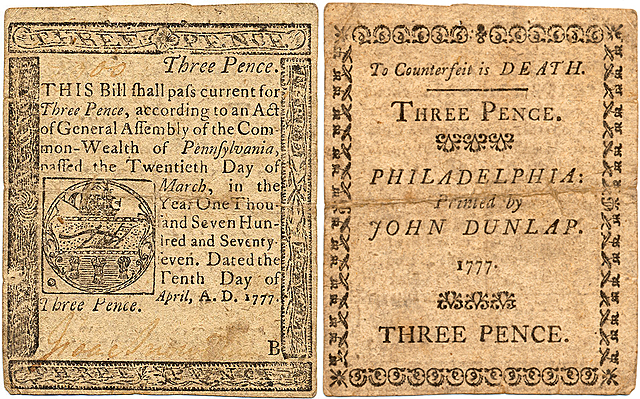 THREE PENCE
Three Pence.
THIS Bill ſhall paſs current for
Three Pence, according to an Act
of General Aſſembly of the Com-
mon-Wealth of Pennſylvania,
paſſed the Twentieth Day of
March, in the
Year One Thou-
ſand Seven Hun-
dred and Seventy-
ſeven. Dated the
Tenth Day of
April, A. D. 1777.
Three Pence.
B
To Counterfeit is DEATH.
THREE PENCE.
PHILADELPHIA:
Printed by
JOHN DUNLAP.
1777.
THREE PENCE.